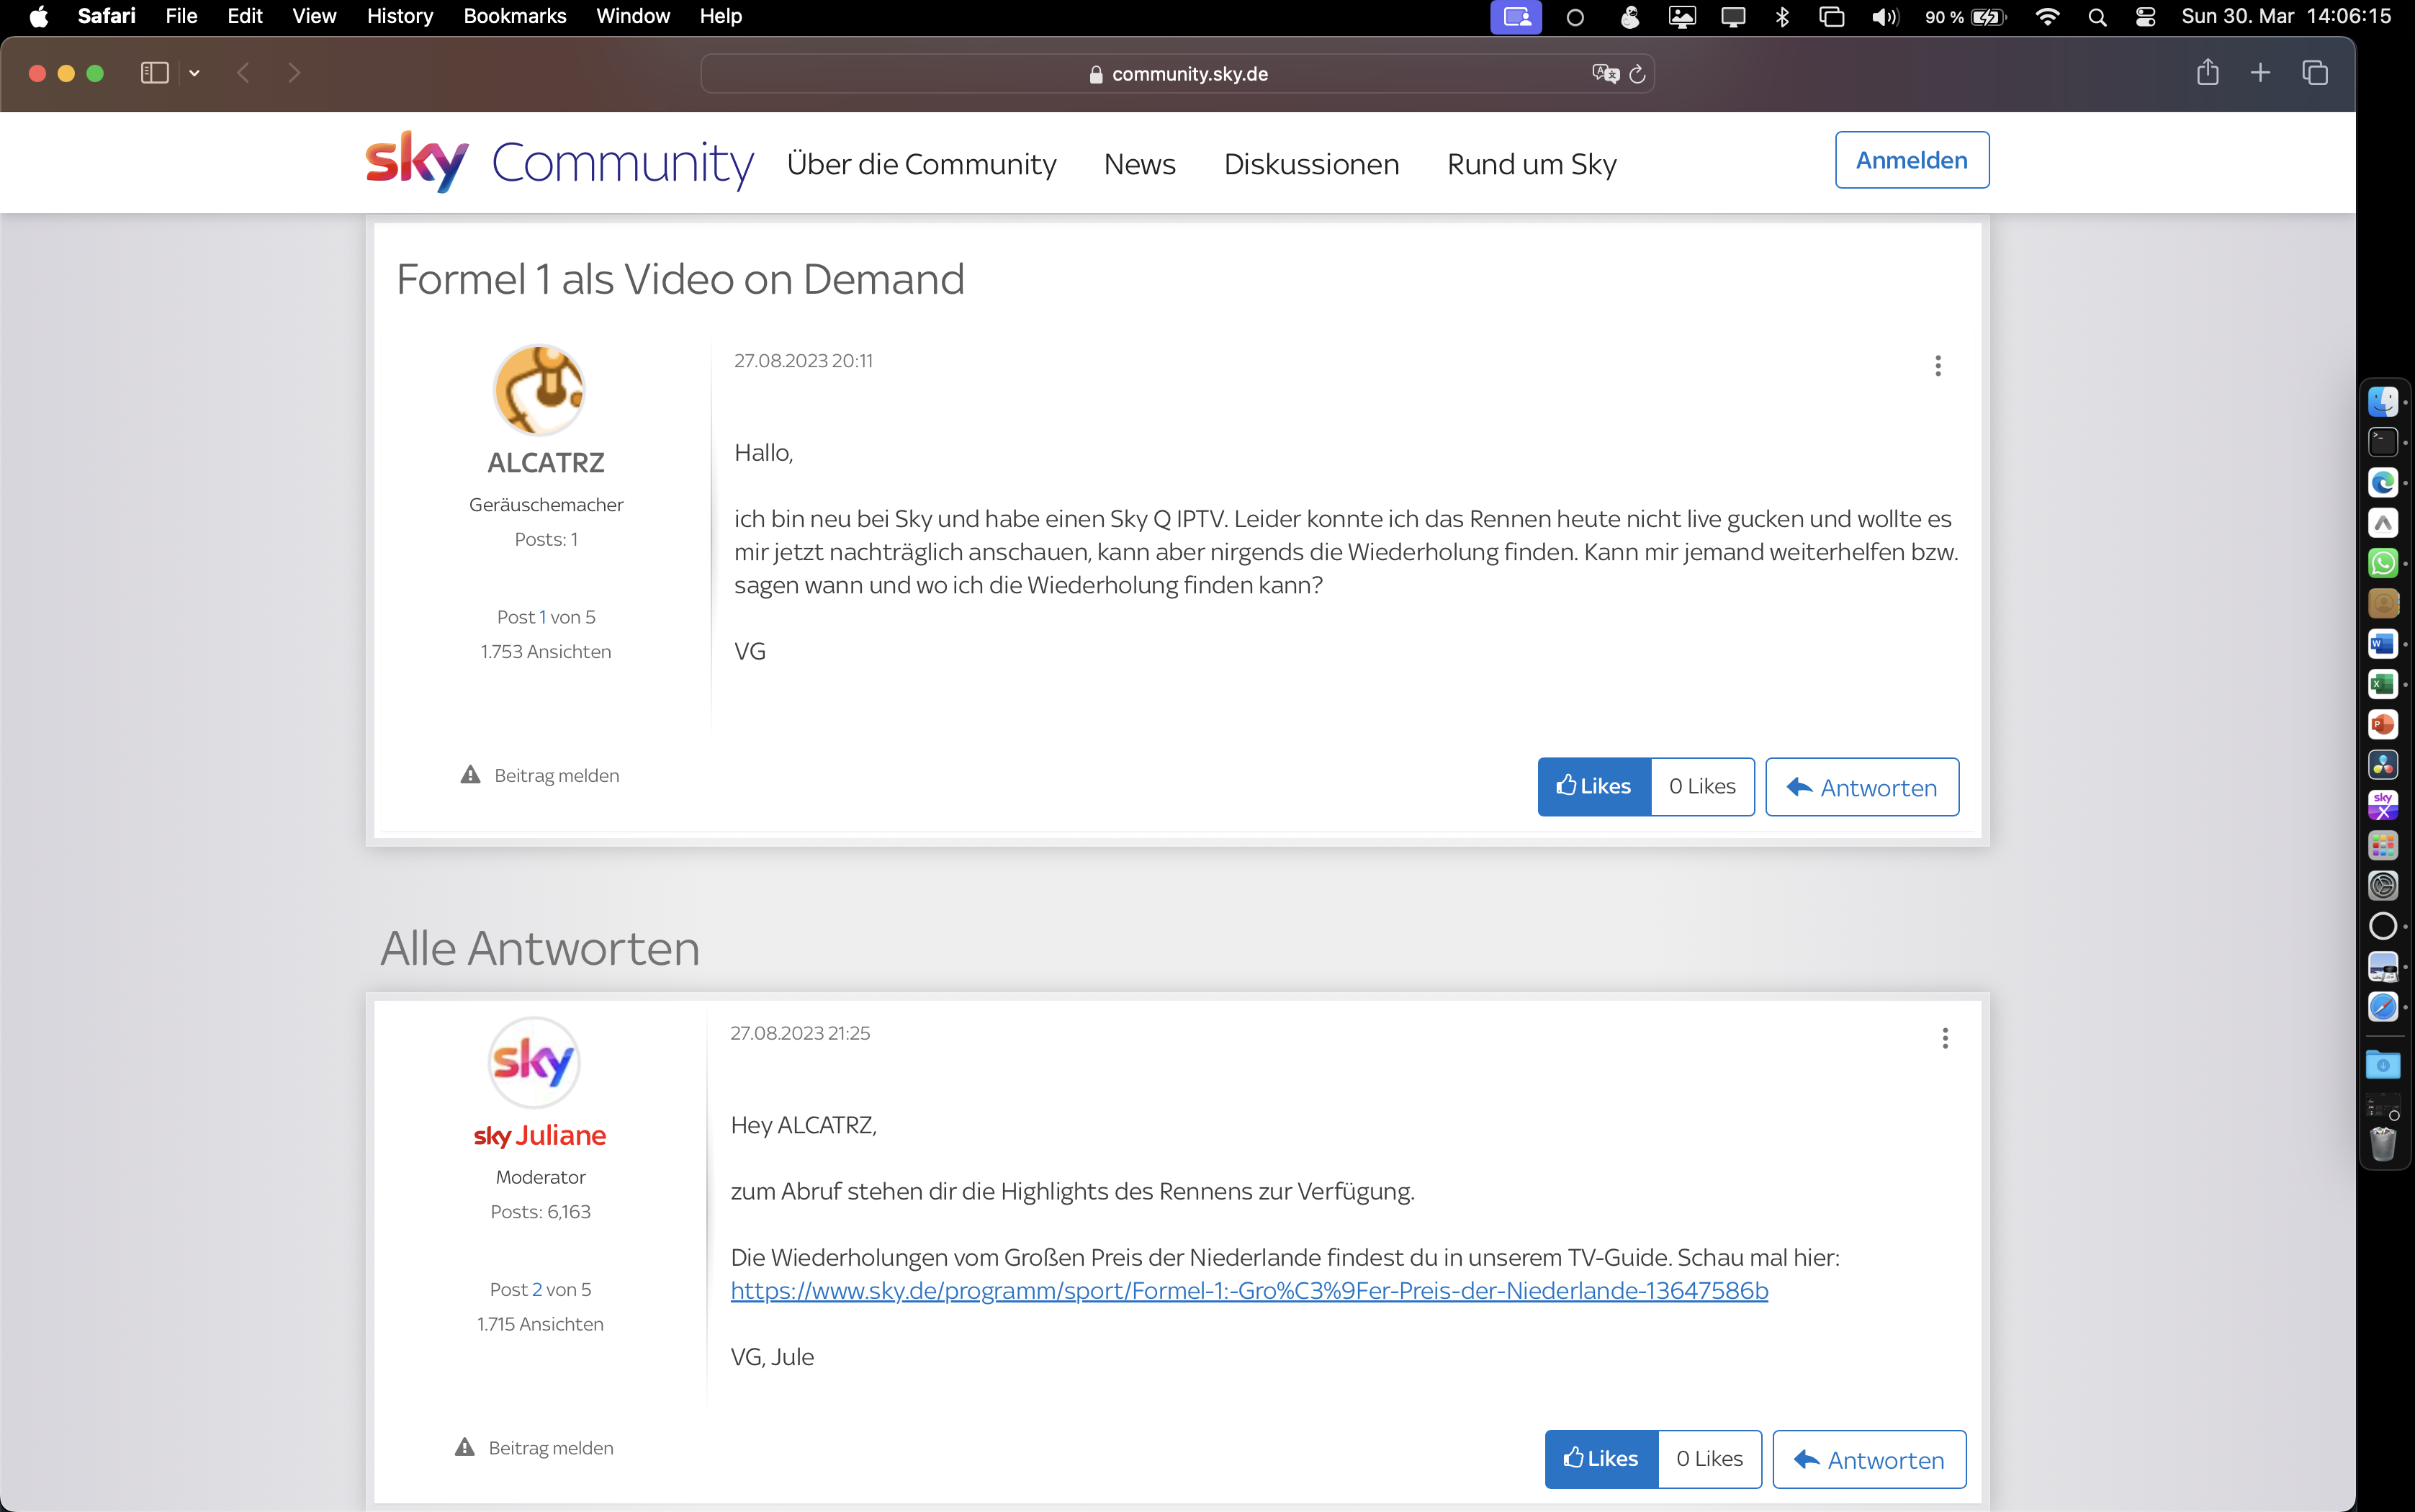 Safari File Edit View History Bookmarks Window Help 90 % Sun 30. Mar 14:06:15
community.sky.de
sky Community Über die Community News Diskussionen Rund um Sky Anmelden
Formel 1 als Video on Demand
27.08.2023 20:11
ALCATRZ
Geräuschemacher
Posts: 1
Post 1 von 5
1.753 Ansichten
Hallo,
ich bin neu bei Sky und habe einen Sky Q IPTV. Leider konnte ich das Rennen heute nicht live gucken und wollte es
mir jetzt nachträglich anschauen, kann aber nirgends die Wiederholung finden. Kann mir jemand weiterhelfen bzw.
sagen wann und wo ich die Wiederholung finden kann?
VG
Beitrag melden
Likes 0 Likes Antworten
Alle Antworten
27.08.2023 21:25
sky
sky Juliane
Moderator
Posts: 6,163
Post 2 von 5
1.715 Ansichten
Hey ALCATRZ,
zum Abruf stehen dir die Highlights des Rennens zur Verfügung.
Die Wiederholungen vom Großen Preis der Niederlande findest du in unserem TV-Guide. Schau mal hier:
https://www.sky.de/programm/sport/Formel-1:-Gro%C3%9Fer-Preis-der-Niederlande-13647586b
VG, Jule
Beitrag melden
Likes 0 Likes Antworten
sky
X